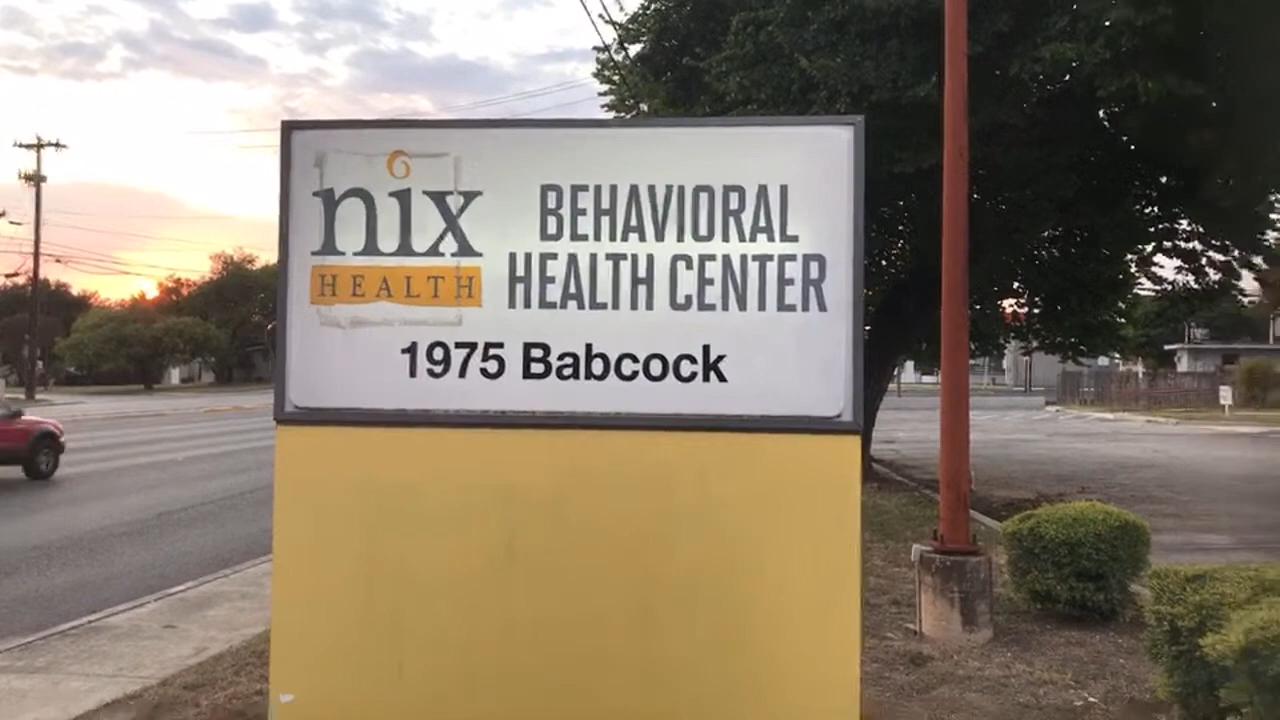 nix
HEALTH
BEHAVIORAL
HEALTH CENTER
1975 Babcock